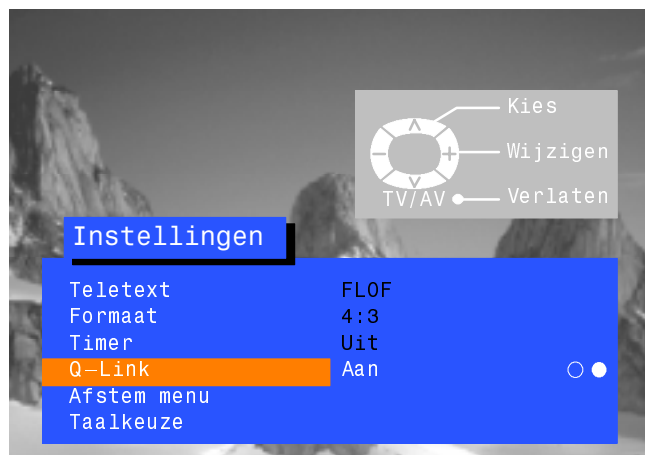 Kies
Wijzigen
TV/AV Verlaten
Instellingen
Teletext FLOF
Formaat 4:3
Timer Uit
Q–Link Aan
Afstem menu
Taalkeuze